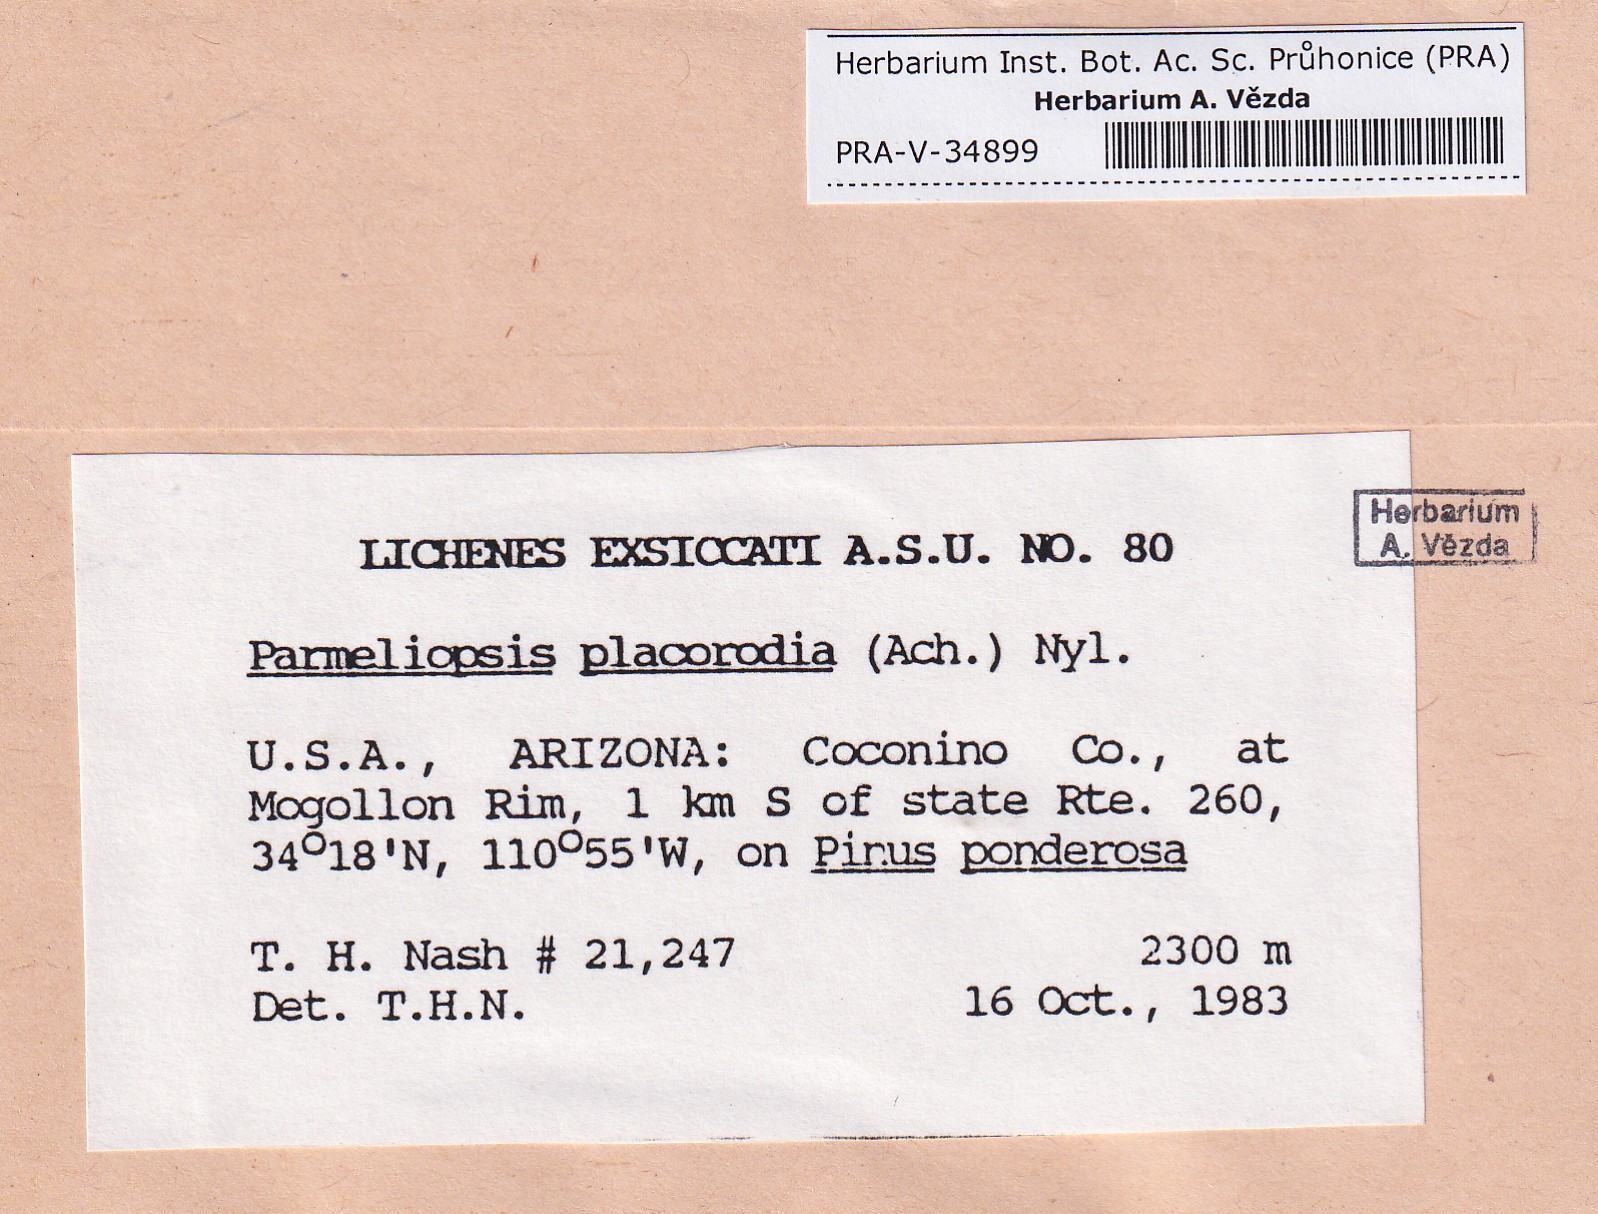 Herbarium Inst. Bot. Ac. Sc. Průhonice (PRA)
Herbarium A. Vězda
PRA-V-34899
Herbarium
A. Vězda
LICHENES EXSICCATI A.S.U. NO. 80
Parmeliopsis placorodia (Ach.) Nyl.
U.S.A., ARIZONA: Coconino Co., at
Mogollon Rim, 1 km S of state Rte. 260,
34°18'N, 110°55'W, on Pinus ponderosa
T. H. Nash # 21,247 2300 m
Det. T.H.N. 16 Oct., 1983